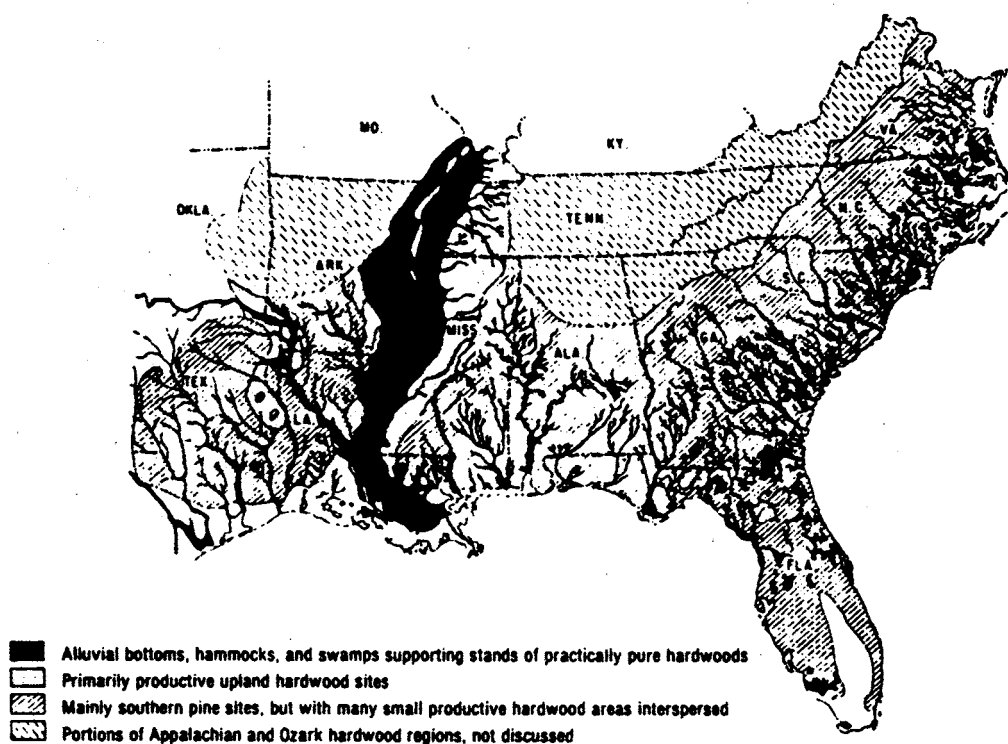 MO.
KY.
VA.
OKLA.
TENN.
N.C.
ARK.
MISS.
ALA.
GA.
TEX.
LA.
FLA.
Alluvial bottoms, hammocks, and swamps supporting stands of practically pure hardwoods
Primarily productive upland hardwood sites
Mainly southern pine sites, but with many small productive hardwood areas interspersed
Portions of Appalachian and Ozark hardwood regions, not discussed